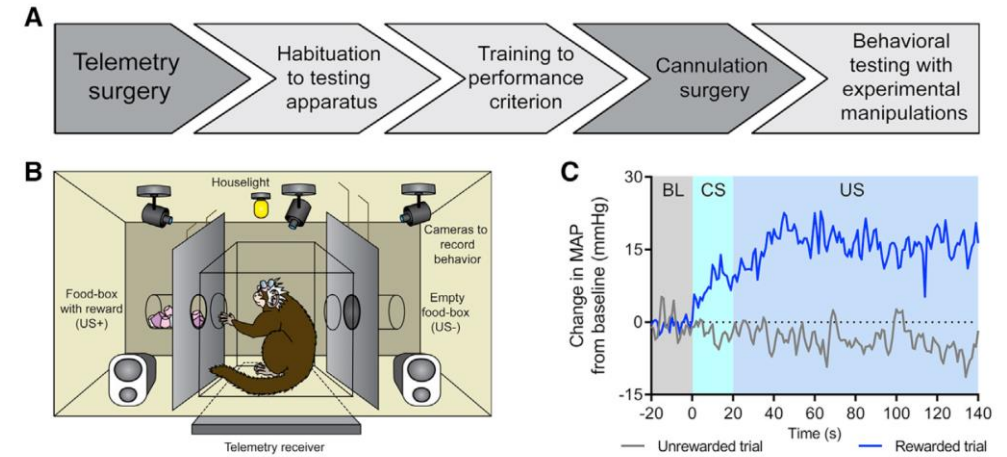 A
Telemetry
surgery
Habituation
to testing
apparatus
Training to
performance
criterion
Cannulation
surgery
Behavioral
testing with
experimental
manipulations
B
Houselight
Cameras to
record
behavior
Food-box
with reward
(US+)
Empty
food-box
(US-)
Telemetry receiver
C
Change in MAP
from baseline (mmHg)
30
15
0
-15
BL CS US
-20 0 20 40 60 80 100 120 140
Time (s)
Unrewarded trial Rewarded trial